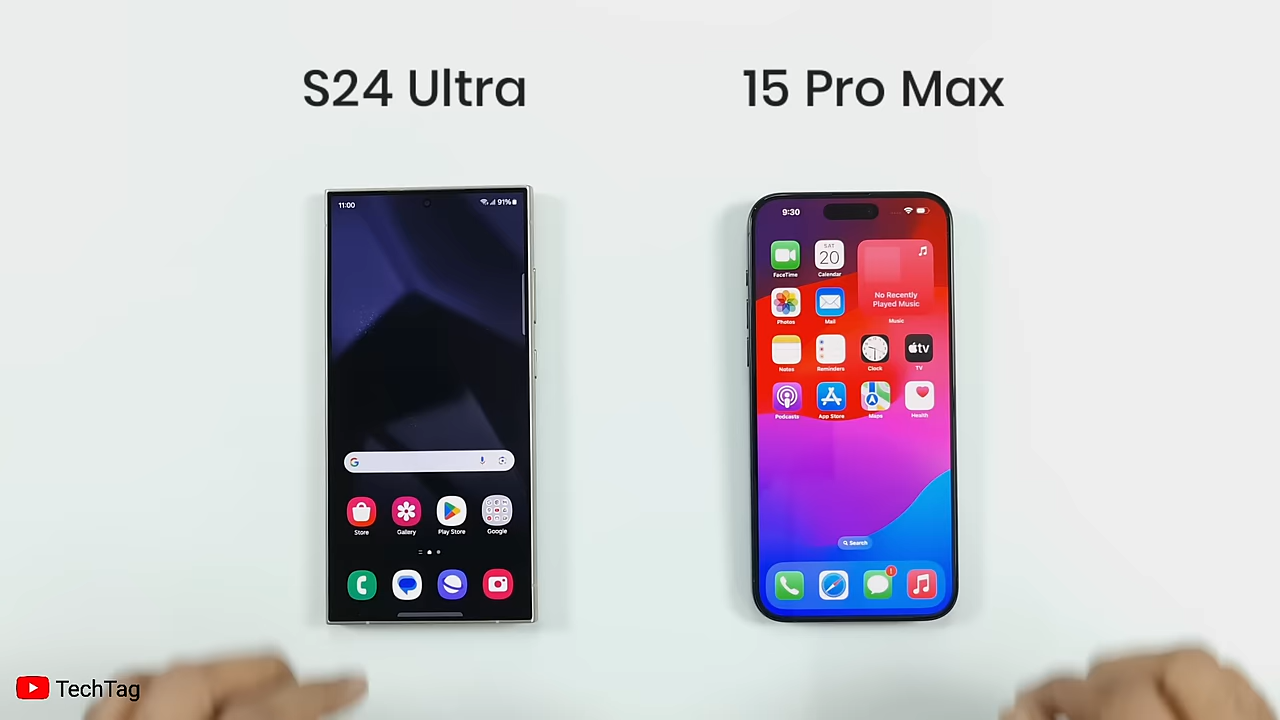 S24 Ultra
15 Pro Max
11:00
91%
9:30
FaceTime
SAT
20
Calendar
No Recently
Played Music
Music
Photos
Mail
Notes
Reminders
Clock
tv
TV
Podcasts
App Store
Maps
Health
Store
Gallery
Play Store
Google
Search
1
TechTag